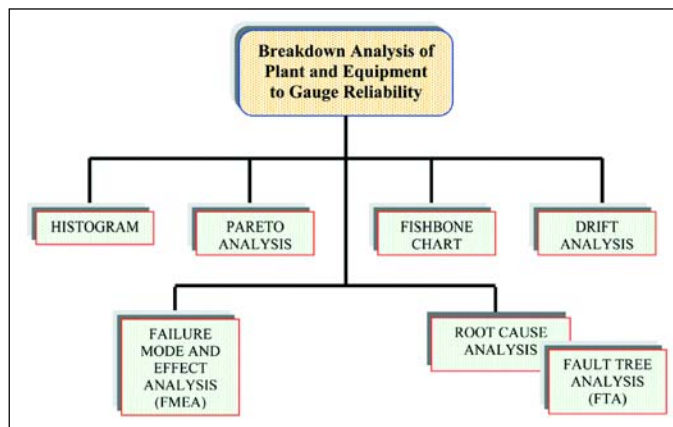 Breakdown Analysis of
Plant and Equipment
to Gauge Reliability
HISTOGRAM
PARETO
ANALYSIS
FISHBONE
CHART
DRIFT
ANALYSIS
FAILURE
MODE AND
EFFECT
ANALYSIS
(FMEA)
ROOT CAUSE
ANALYSIS
FAULT TREE
ANALYSIS
(FTA)